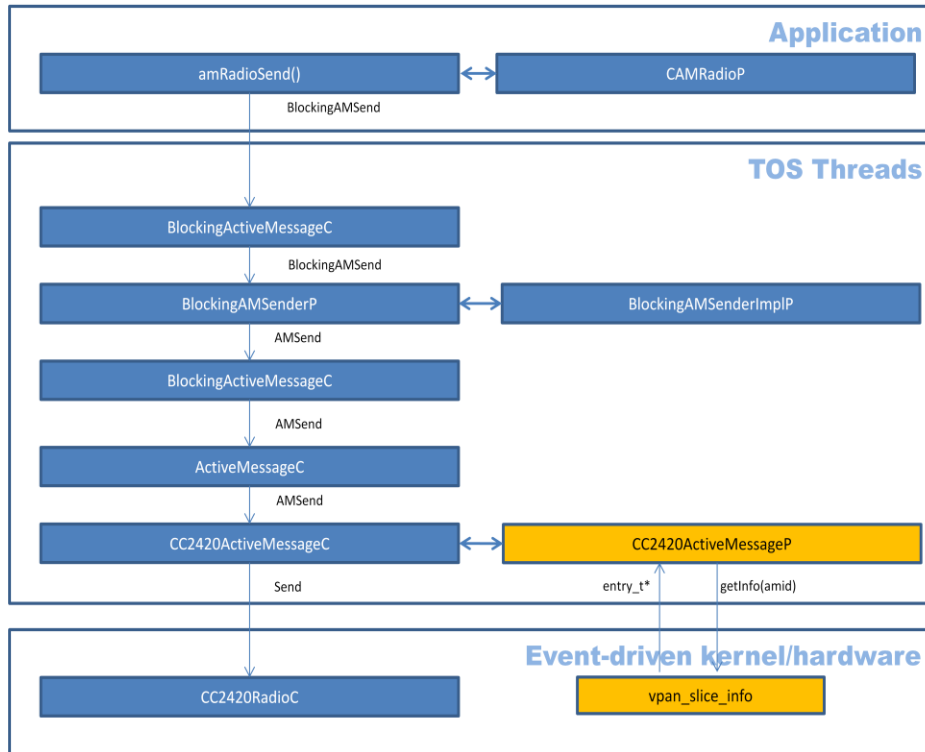 Application
amRadioSend()
CAMRadioP
BlockingAMSend
TOS Threads
BlockingActiveMessageC
BlockingAMSend
BlockingAMSenderP
BlockingAMSenderImplP
AMSend
BlockingActiveMessageC
AMSend
ActiveMessageC
AMSend
CC2420ActiveMessageC
CC2420ActiveMessageP
Send
entry_t*
getInfo(amid)
Event-driven kernel/hardware
CC2420RadioC
vpan_slice_info